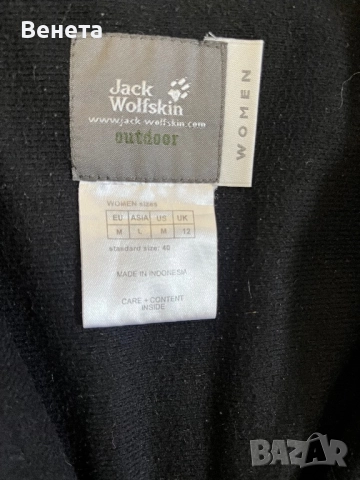 Венета
Jack
Wolfskin
www.jack-wolfskin.com
outdoor
WOMEN
WOMEN sizes
EU ASIA US UK
M L M 12
standard size: 40
MADE IN INDONESIA
CARE + CONTENT
INSIDE
BAZAR